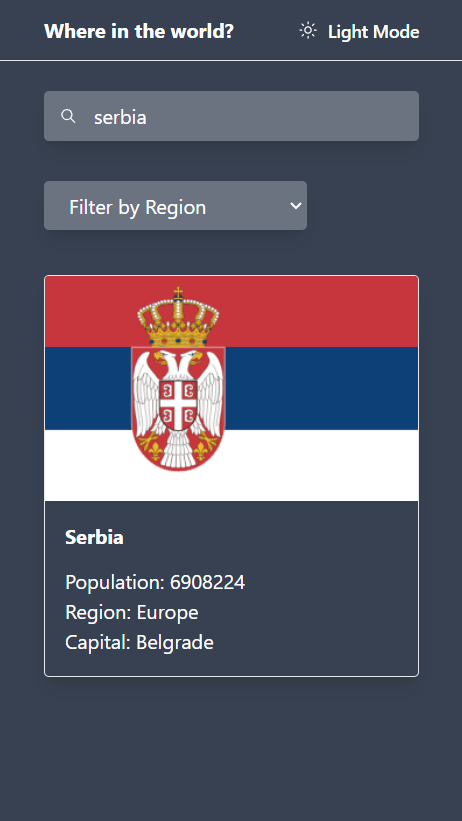 Where in the world?
Light Mode
serbia
Filter by Region
Serbia
Population: 6908224
Region: Europe
Capital: Belgrade